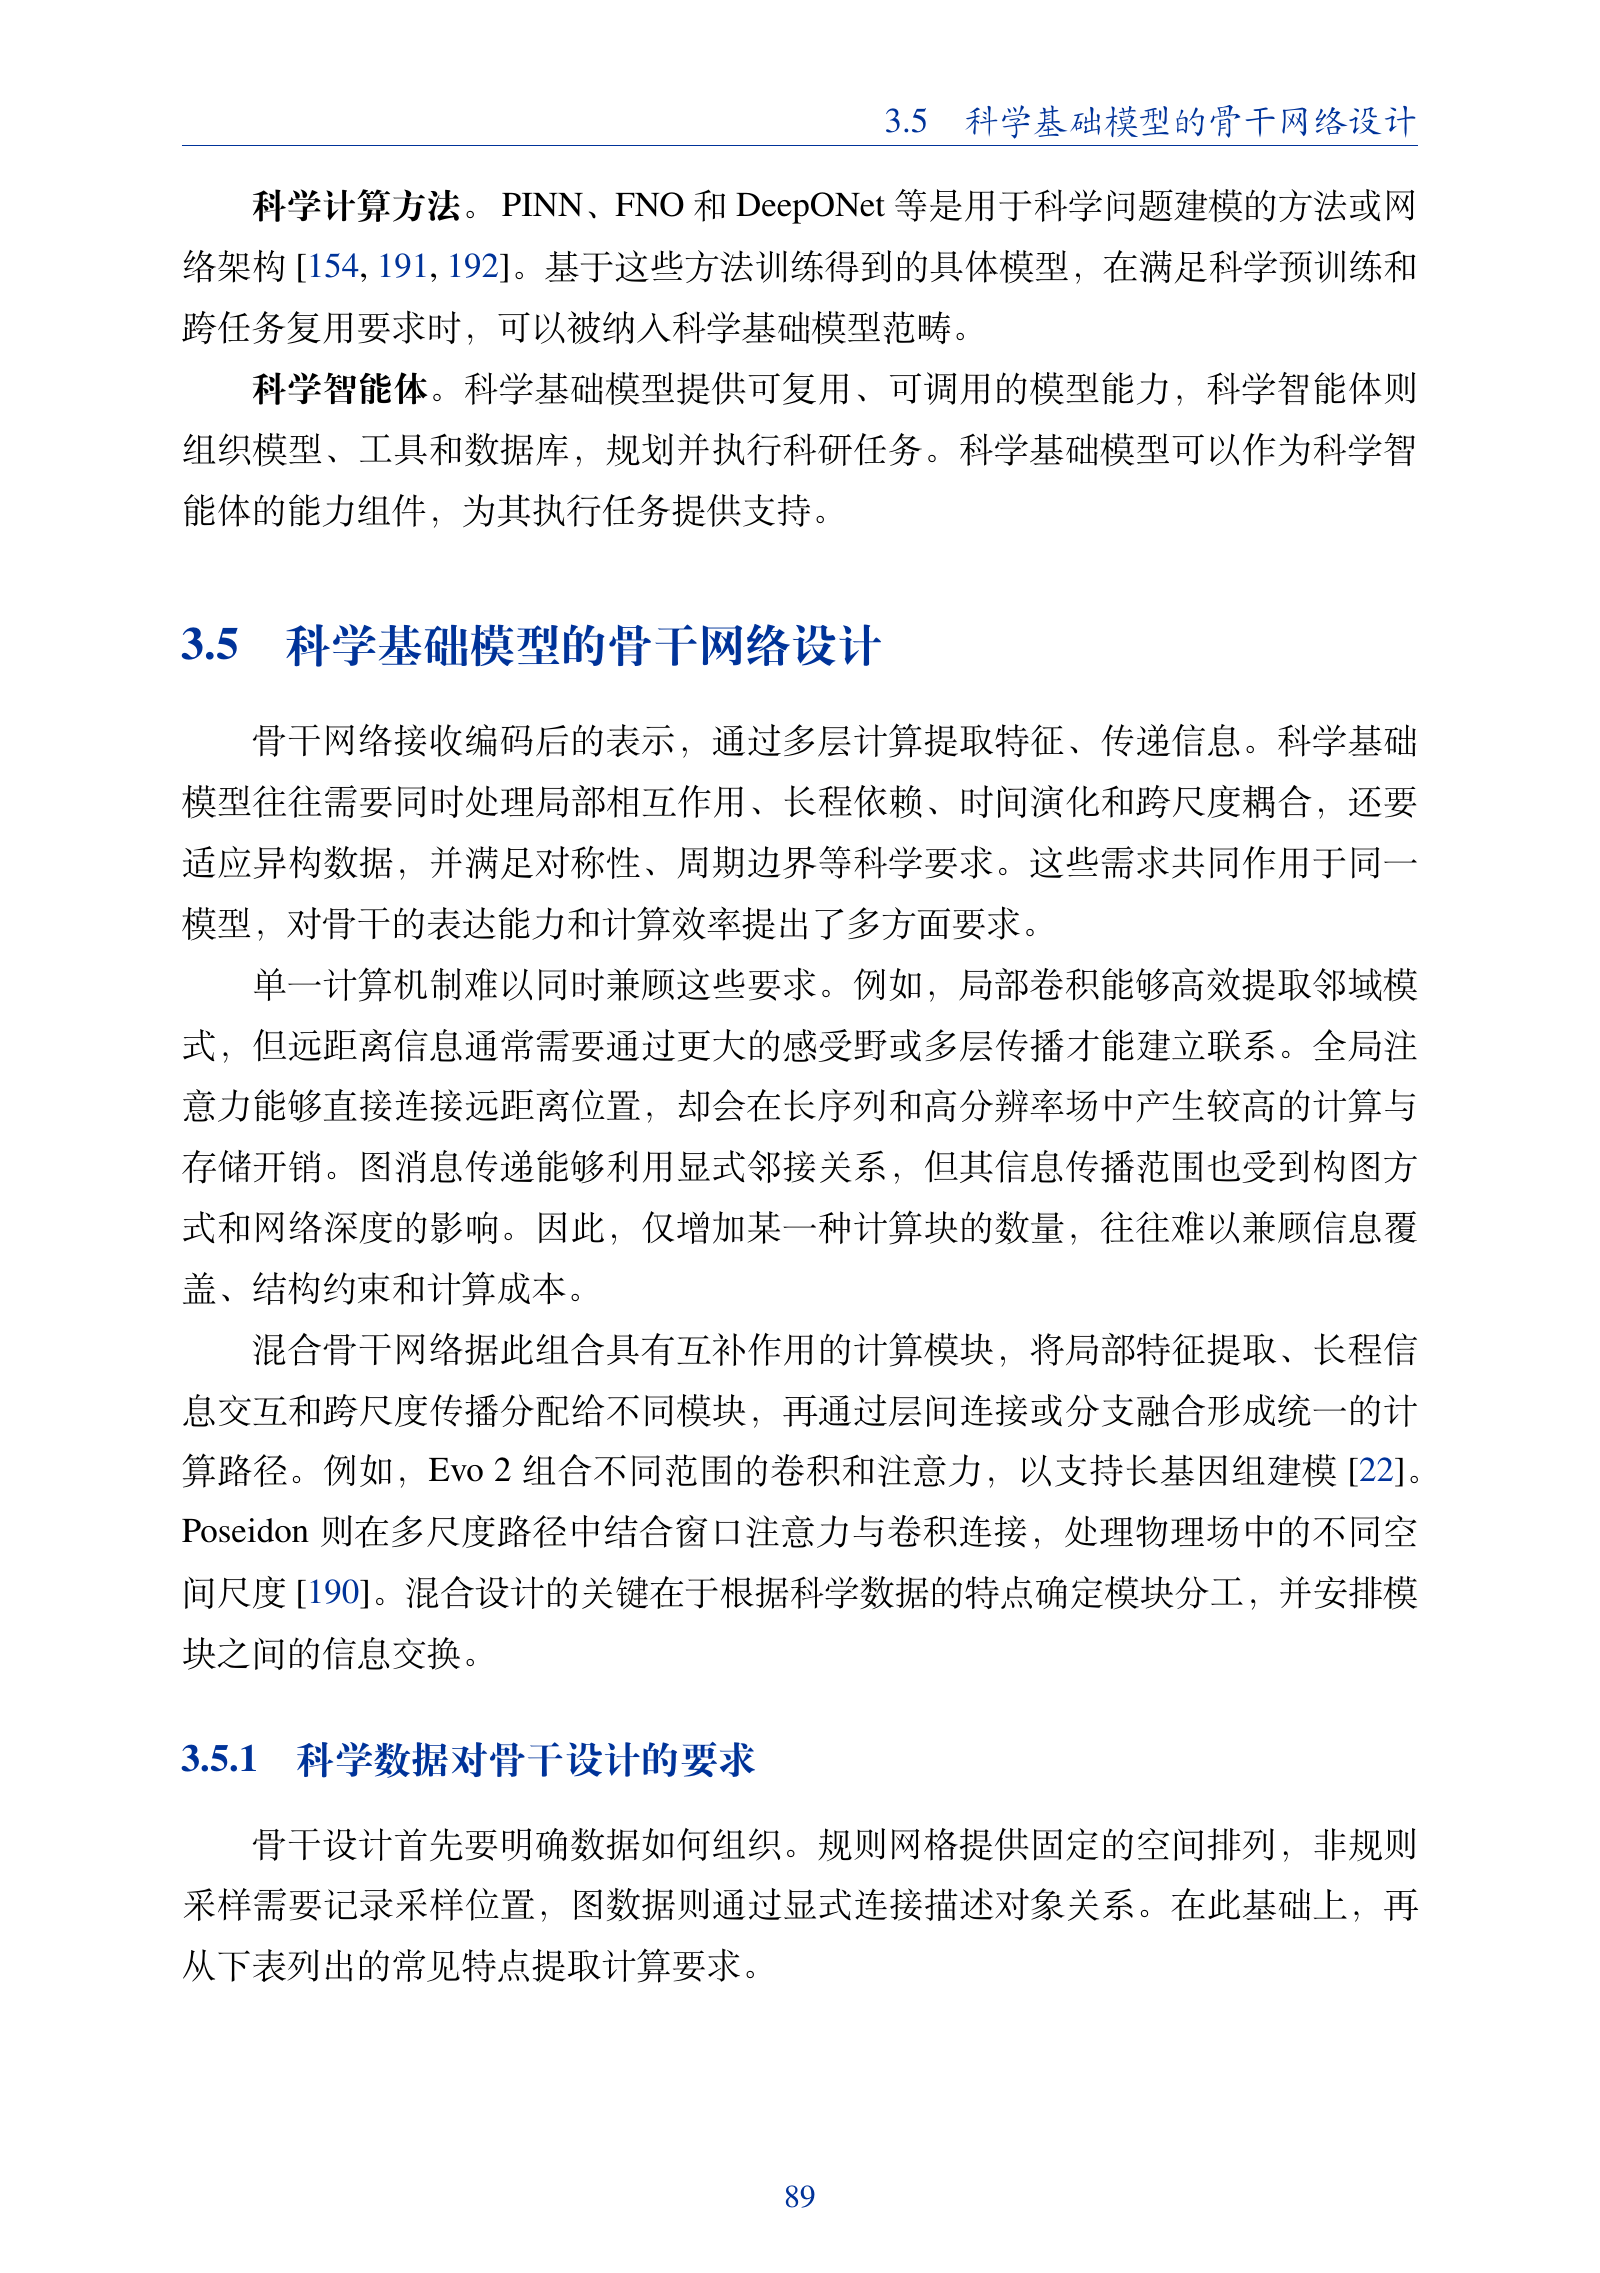 3.5 科学基础模型的骨干网络设计
科学计算方法。PINN、FNO 和 DeepONet 等是用于科学问题建模的方法或网
络架构 [154, 191, 192]。基于这些方法训练得到的具体模型，在满足科学预训练和
跨任务复用要求时，可以被纳入科学基础模型范畴。
科学智能体。科学基础模型提供可复用、可调用的模型能力，科学智能体则
组织模型、工具和数据库，规划并执行科研任务。科学基础模型可以作为科学智
能体的能力组件，为其执行任务提供支持。
3.5 科学基础模型的骨干网络设计
骨干网络接收编码后的表示，通过多层计算提取特征、传递信息。科学基础
模型往往需要同时处理局部相互作用、长程依赖、时间演化和跨尺度耦合，还要
适应异构数据，并满足对称性、周期边界等科学要求。这些需求共同作用于同一
模型，对骨干的表达能力和计算效率提出了多方面要求。
单一计算机制难以同时兼顾这些要求。例如，局部卷积能够高效提取邻域模
式，但远距离信息通常需要通过更大的感受野或多层传播才能建立联系。全局注
意力能够直接连接远距离位置，却会在长序列和高分辨率场中产生较高的计算与
存储开销。图消息传递能够利用显式邻接关系，但其信息传播范围也受到构图方
式和网络深度的影响。因此，仅增加某一种计算块的数量，往往难以兼顾信息覆
盖、结构约束和计算成本。
混合骨干网络据此组合具有互补作用的计算模块，将局部特征提取、长程信
息交互和跨尺度传播分配给不同模块，再通过层间连接或分支融合形成统一的计
算路径。例如，Evo 2 组合不同范围的卷积和注意力，以支持长基因组建模 [22]。
Poseidon 则在多尺度路径中结合窗口注意力与卷积连接，处理物理场中的不同空
间尺度 [190]。混合设计的关键在于根据科学数据的特点确定模块分工，并安排模
块之间的信息交换。
3.5.1 科学数据对骨干设计的要求
骨干设计首先要明确数据如何组织。规则网格提供固定的空间排列，非规则
采样需要记录采样位置，图数据则通过显式连接描述对象关系。在此基础上，再
从下表列出的常见特点提取计算要求。
89